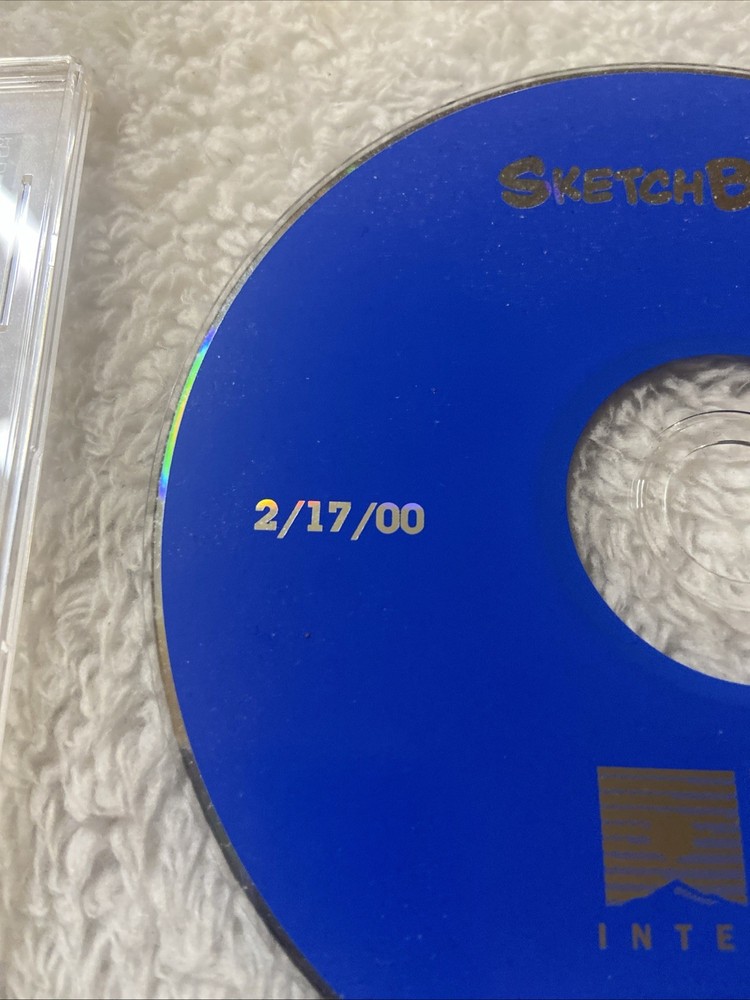 SKETCHB
2/17/00
INTE